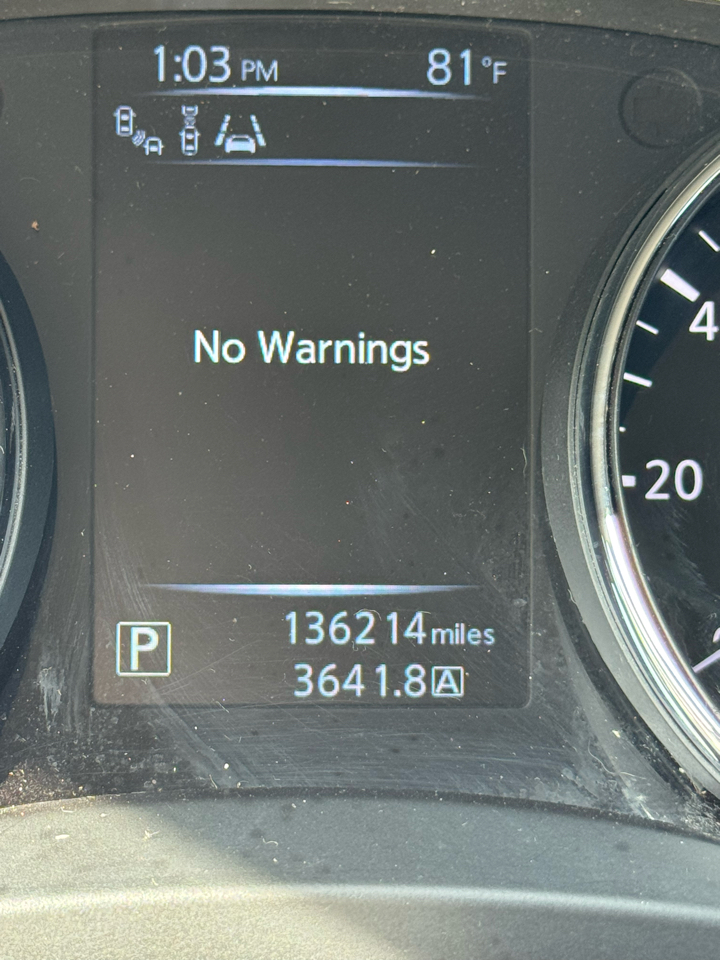 1:03 PM 81°F
No Warnings
4
20
P 136214 miles
3641.8 A